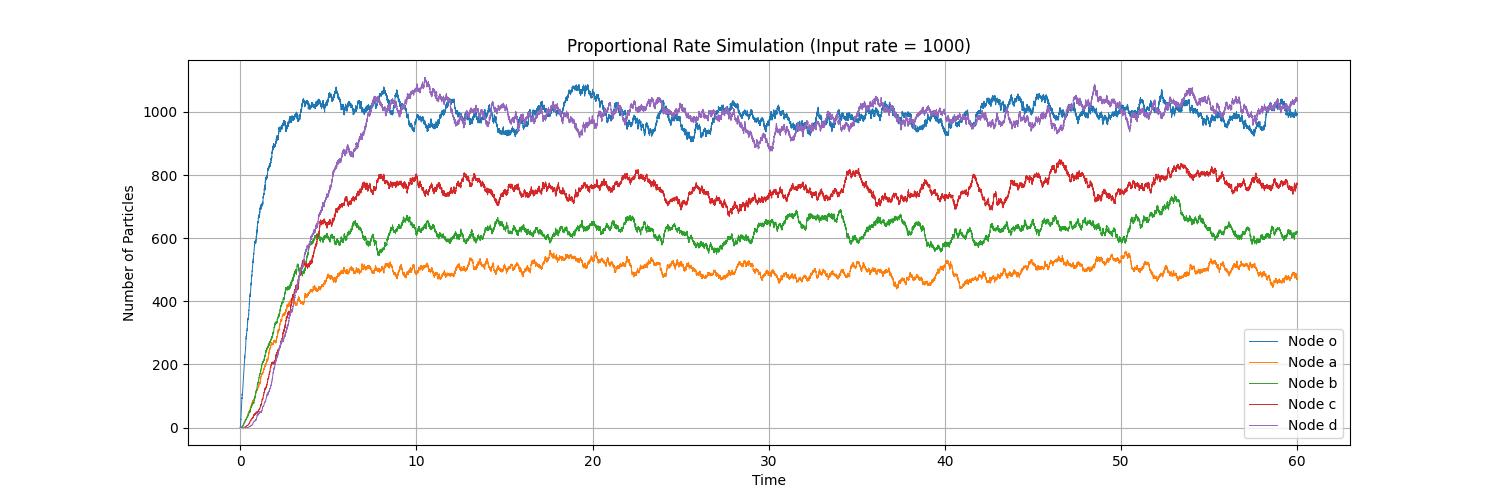 Proportional Rate Simulation (Input rate = 1000)
Number of Particles
1000
800
600
400
200
0
0 10 20 30 40 50 60
Time
Node o
Node a
Node b
Node c
Node d